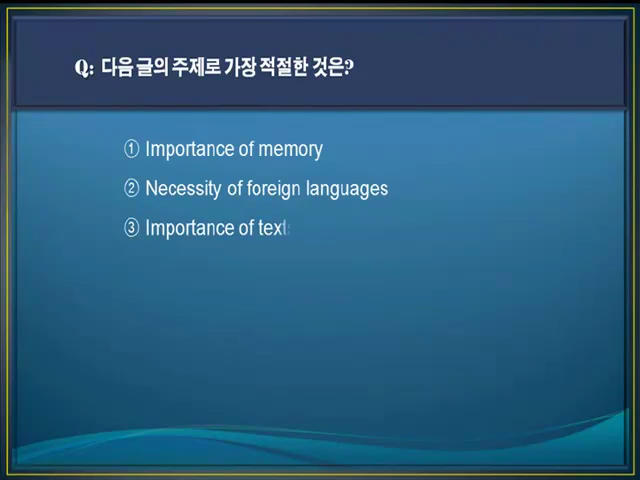 Q: 다음 글의 주제로 가장 적절한 것은?
① Importance of memory
② Necessity of foreign languages
③ Importance of text